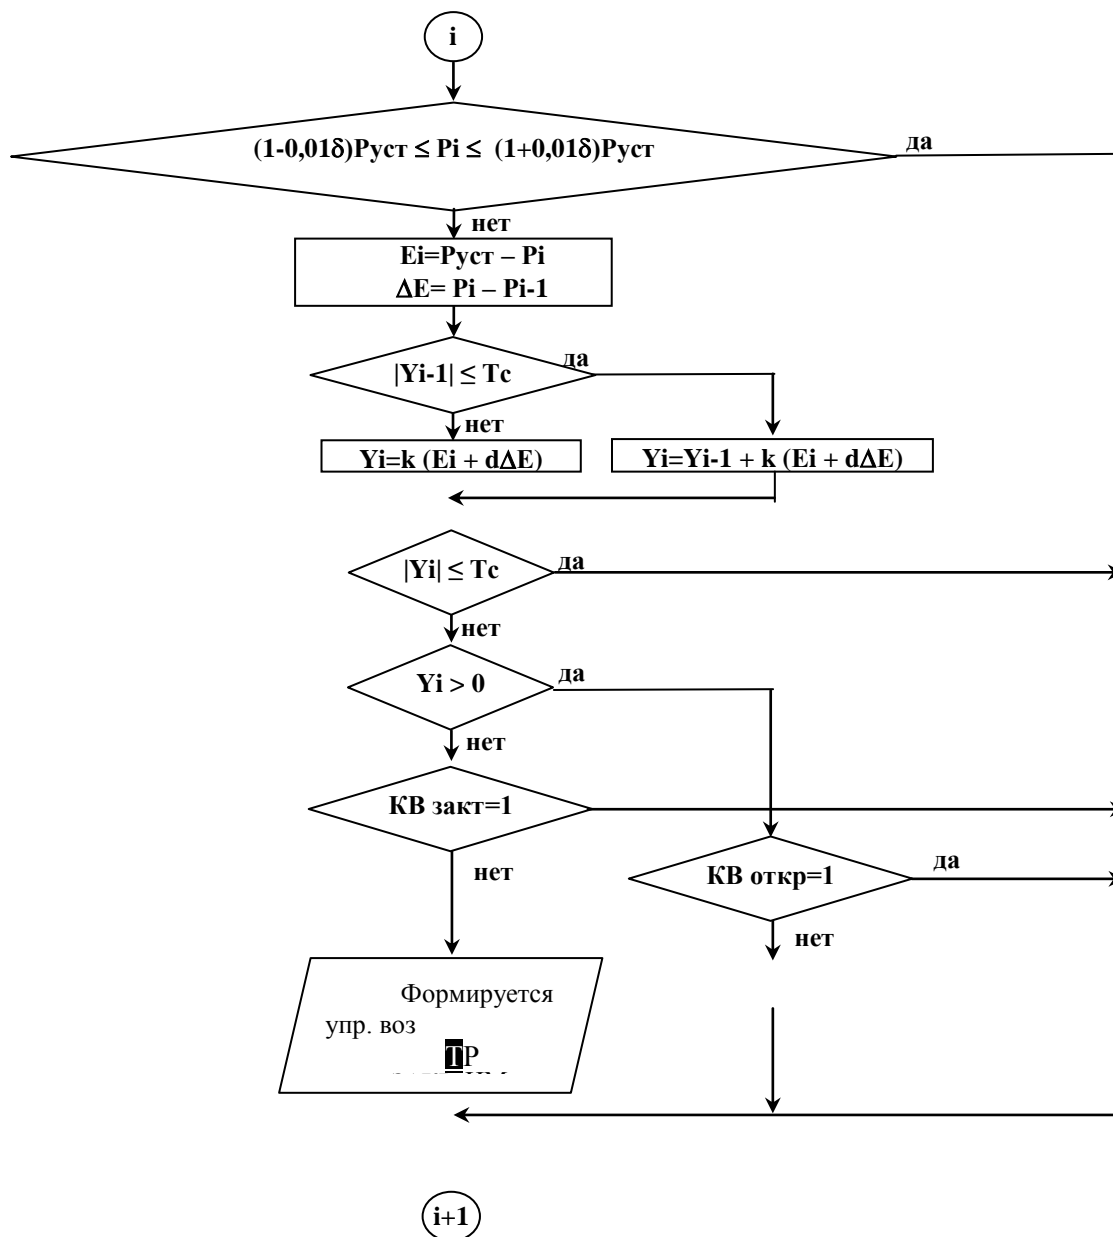 i
(1-0,01δ)Руст ≤ Pi ≤ (1+0,01δ)Руст
да
нет
Ei=Руст – Pi
ΔE= Pi – Pi-1
да
|Yi-1| ≤ Tc
нет
Yi=k (Ei + dΔE)
Yi=Yi-1 + k (Ei + dΔE)
|Yi| ≤ Tc
да
нет
Yi > 0
да
нет
КВ закт=1
нет
КВ откр=1
да
нет
Формируется
упр. воз
ТР
i+1